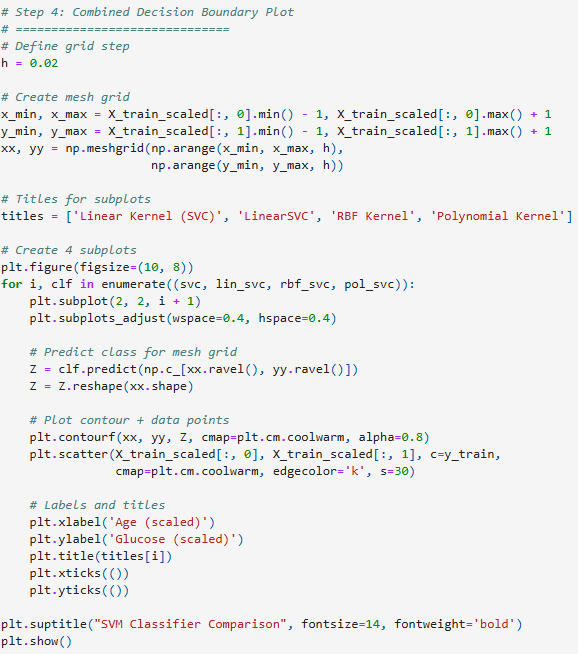 # Step 4: Combined Decision Boundary Plot
# ==============================
# Define grid step
h = 0.02

# Create mesh grid
x_min, x_max = X_train_scaled[:, 0].min() - 1, X_train_scaled[:, 0].max() + 1
y_min, y_max = X_train_scaled[:, 1].min() - 1, X_train_scaled[:, 1].max() + 1
xx, yy = np.meshgrid(np.arange(x_min, x_max, h),
                     np.arange(y_min, y_max, h))

# Titles for subplots
titles = ['Linear Kernel (SVC)', 'LinearSVC', 'RBF Kernel', 'Polynomial Kernel']

# Create 4 subplots
plt.figure(figsize=(10, 8))
for i, clf in enumerate((svc, lin_svc, rbf_svc, pol_svc)):
    plt.subplot(2, 2, i + 1)
    plt.subplots_adjust(wspace=0.4, hspace=0.4)

    # Predict class for mesh grid
    Z = clf.predict(np.c_[xx.ravel(), yy.ravel()])
    Z = Z.reshape(xx.shape)

    # Plot contour + data points
    plt.contourf(xx, yy, Z, cmap=plt.cm.coolwarm, alpha=0.8)
    plt.scatter(X_train_scaled[:, 0], X_train_scaled[:, 1], c=y_train,
                cmap=plt.cm.coolwarm, edgecolor='k', s=30)

    # Labels and titles
    plt.xlabel('Age (scaled)')
    plt.ylabel('Glucose (scaled)')
    plt.title(titles[i])
    plt.xticks(())
    plt.yticks(())

plt.suptitle("SVM Classifier Comparison", fontsize=14, fontweight='bold')
plt.show()